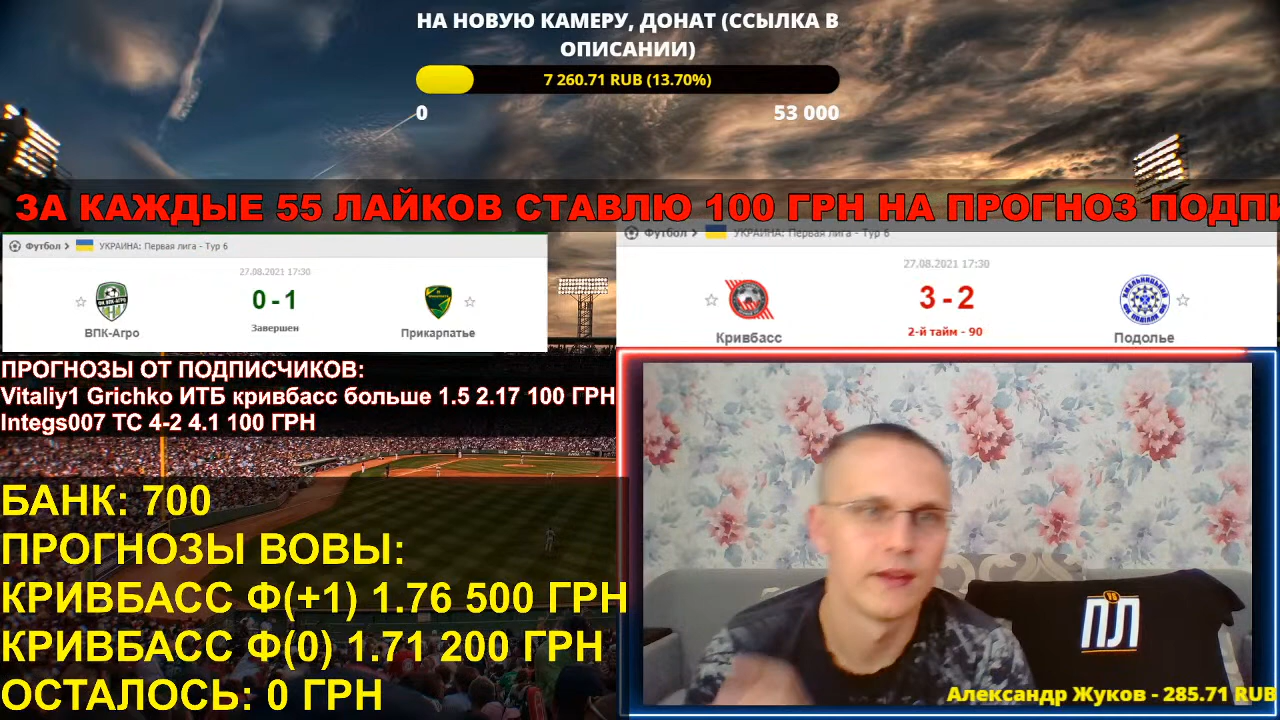 НА НОВУЮ КАМЕРУ, ДОНАТ (ССЫЛКА В
ОПИСАНИИ)
7 260.71 RUB (13.70%)
0
53 000
ЗА КАЖДЫЕ 55 ЛАЙКОВ СТАВЛЮ 100 ГРН НА ПРОГНОЗ ПОДПИ
Футбол > УКРАИНА: Первая лига - Тур 6
27.08.2021 17:30
0 - 1
Завершен
ВПК-Агро
Прикарпатье
Футбол > УКРАИНА: Первая лига - Тур 6
27.08.2021 17:30
3 - 2
2-й тайм - 90
Кривбасс
Подолье
ПРОГНОЗЫ ОТ ПОДПИСЧИКОВ:
Vitaliy1 Grichko ИТБ кривбасс больше 1.5 2.17 100 ГРН
Integs007 ТС 4-2 4.1 100 ГРН
БАНК: 700
ПРОГНОЗЫ ВОВЫ:
КРИВБАСС Ф(+1) 1.76 500 ГРН
КРИВБАСС Ф(0) 1.71 200 ГРН
ОСТАЛОСЬ: 0 ГРН
ПЛ
Александр Жуков - 285.71 RUB